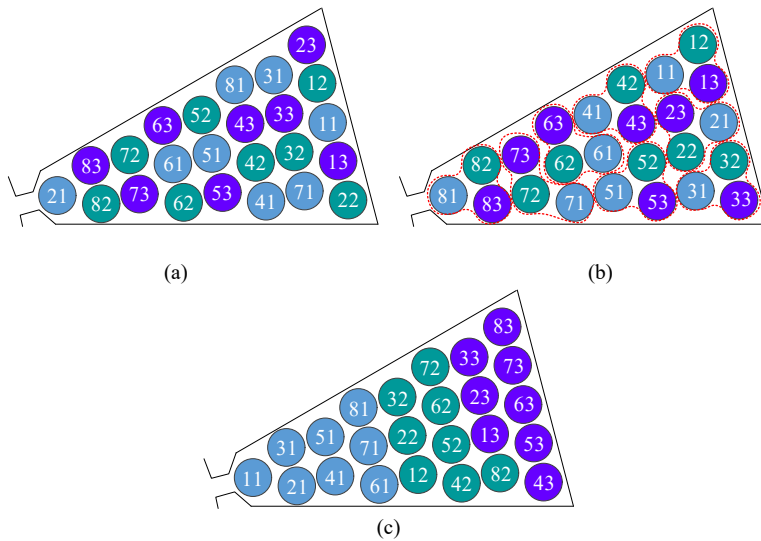 23
81 31 12
63 52 43 33 11
83 72 61 51 42 32 13
21 82 73 62 53 41 71 22
(a)
12
42 11 13
63 41 43 23 21
82 73 62 61 52 22 32
81 83 72 71 51 53 31 33
(b)
83
72 33 73
81 32 62 23 63
31 51 71 22 52 13 53
11 21 41 61 12 42 82 43
(c)